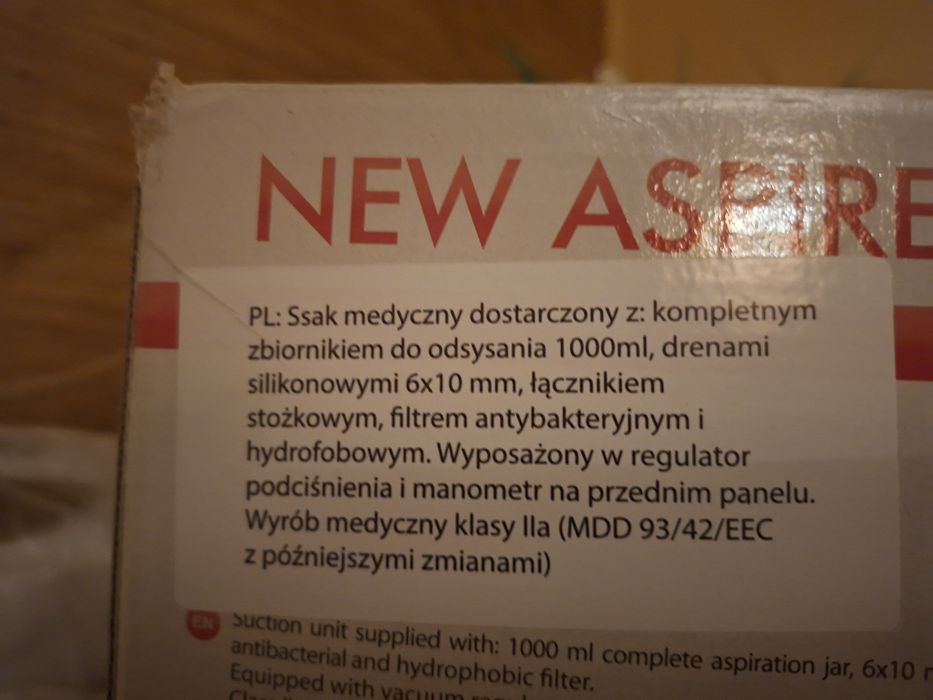 NEW ASPIRE
PL: Ssak medyczny dostarczony z: kompletnym
zbiornikiem do odsysania 1000ml, drenami
silikonowymi 6x10 mm, łącznikiem
stożkowym, filtrem antybakteryjnym i
hydrofobowym. Wyposażony w regulator
podciśnienia i manometr na przednim panelu.
Wyrób medyczny klasy IIa (MDD 93/42/EEC
z późniejszymi zmianami)
EN Suction unit supplied with: 1000 ml complete aspiration jar, 6x10
antibacterial and hydrophobic filter.
Equipped with vacuum